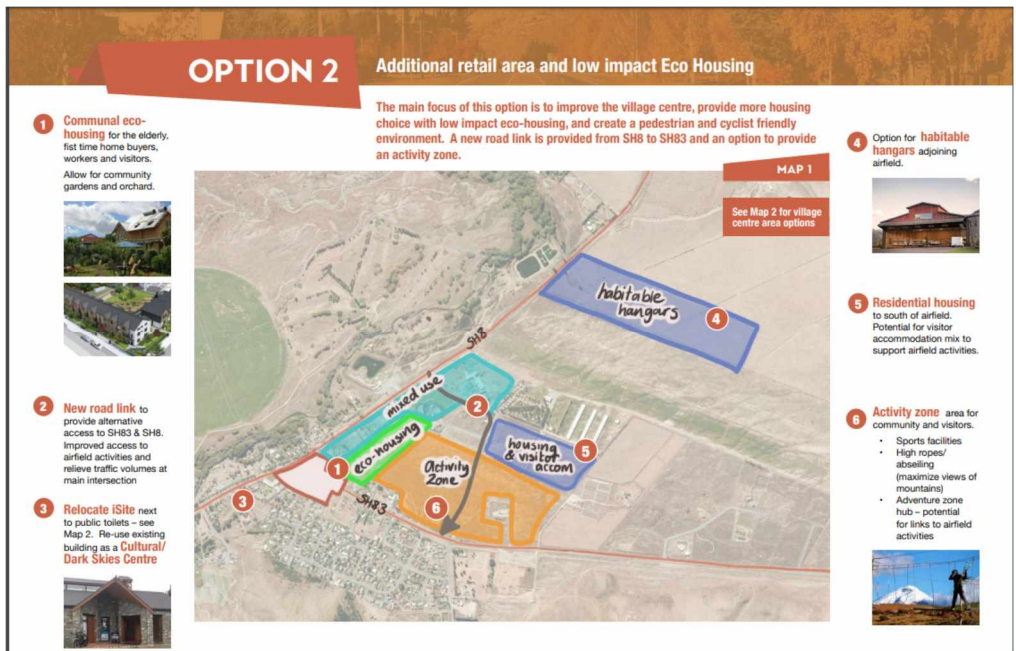 OPTION 2
Additional retail area and low impact Eco Housing
The main focus of this option is to improve the village centre, provide more housing
choice with low impact eco-housing, and create a pedestrian and cyclist friendly
environment. A new road link is provided from SH8 to SH83 and an option to provide
an activity zone.
1
Communal eco-
housing for the elderly,
fist time home buyers,
workers and visitors.
Allow for community
gardens and orchard.
2
New road link to
provide alternative
access to SH83 & SH8.
Improved access to
airfield activities and
relieve traffic volumes at
main intersection
3
Relocate iSite next
to public toilets – see
Map 2. Re-use existing
building as a Cultural/
Dark Skies Centre
MAP 1
See Map 2 for village
centre area options
habitable
hangars
4
SH8
mixed use
2
eco-housing
1
housing
& visitor
accom
5
Activity
Zone
6
3
SH83
4
Option for habitable
hangars adjoining
airfield.
5
Residential housing
to south of airfield.
Potential for visitor
accommodation mix to
support airfield activities.
6
Activity zone area for
community and visitors.
• Sports facilities
• High ropes/
abseiling
(maximize views of
mountains)
• Adventure zone
hub – potential
for links to airfield
activities